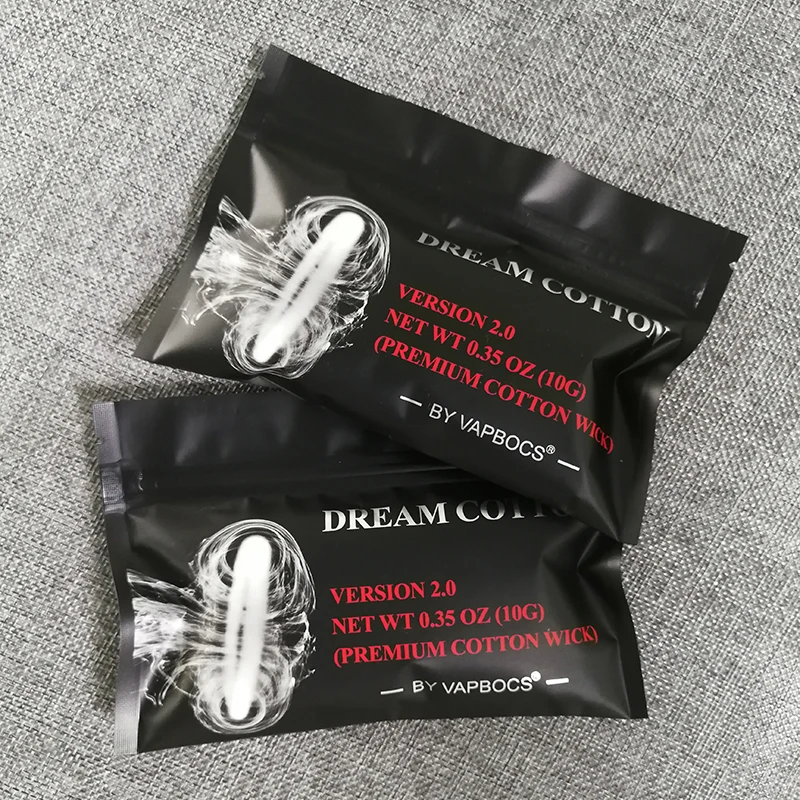 DREAM COTTON
VERSION 2.0
NET WT 0.35 OZ (10G)
(PREMIUM COTTON WICK)
— BY VAPBOCS® —
DREAM
VERSION 2.0
NET WT 0.35 OZ (10G)
(PREMIUM COTTON WICK)
— BY VAPBOCS® —